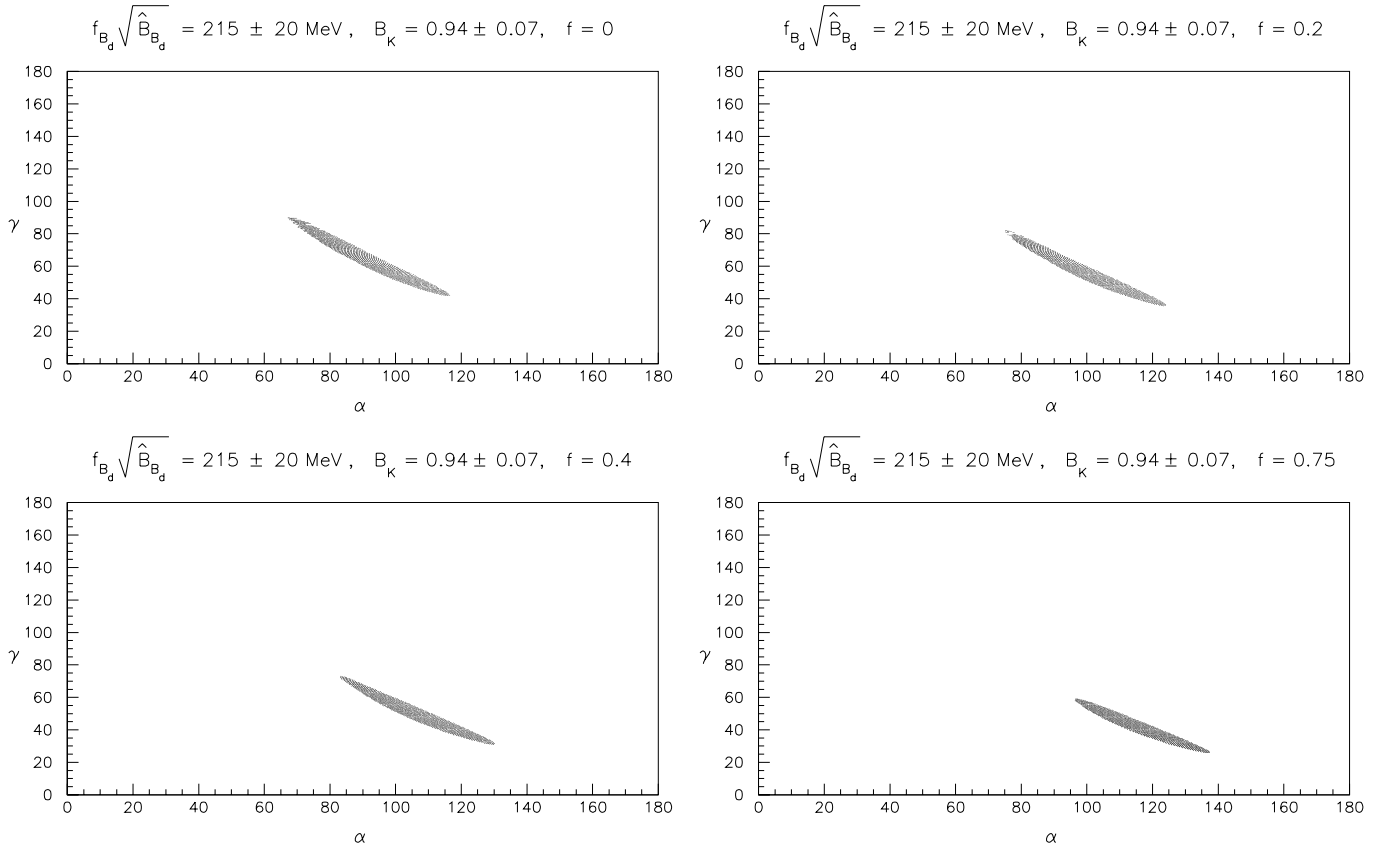 f_{B_d} √B̂_{B_d} = 215 ± 20 MeV , B_K = 0.94 ± 0.07, f = 0
180
160
140
120
100
γ
80
60
40
20
0
0 20 40 60 80 100 120 140 160 180
α
f_{B_d} √B̂_{B_d} = 215 ± 20 MeV , B_K = 0.94 ± 0.07, f = 0.2
180
160
140
120
100
γ
80
60
40
20
0
0 20 40 60 80 100 120 140 160 180
α
f_{B_d} √B̂_{B_d} = 215 ± 20 MeV , B_K = 0.94 ± 0.07, f = 0.4
180
160
140
120
100
γ
80
60
40
20
0
0 20 40 60 80 100 120 140 160 180
α
f_{B_d} √B̂_{B_d} = 215 ± 20 MeV , B_K = 0.94 ± 0.07, f = 0.75
180
160
140
120
100
γ
80
60
40
20
0
0 20 40 60 80 100 120 140 160 180
α